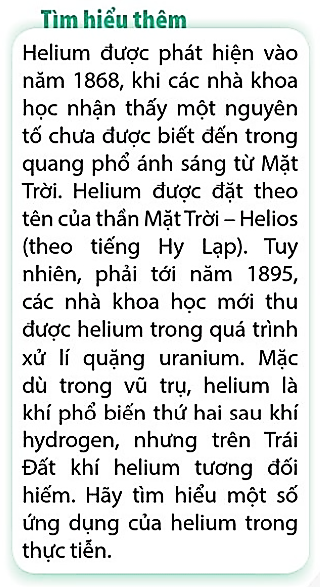 Tìm hiểu thêm
Helium được phát hiện vào
năm 1868, khi các nhà khoa
học nhận thấy một nguyên
tố chưa được biết đến trong
quang phổ ánh sáng từ Mặt
Trời. Helium được đặt theo
tên của thần Mặt Trời – Helios
(theo tiếng Hy Lạp). Tuy
nhiên, phải tới năm 1895,
các nhà khoa học mới thu
được helium trong quá trình
xử lí quặng uranium. Mặc
dù trong vũ trụ, helium là
khí phổ biến thứ hai sau khí
hydrogen, nhưng trên Trái
Đất khí helium tương đối
hiếm. Hãy tìm hiểu một số
ứng dụng của helium trong
thực tiễn.